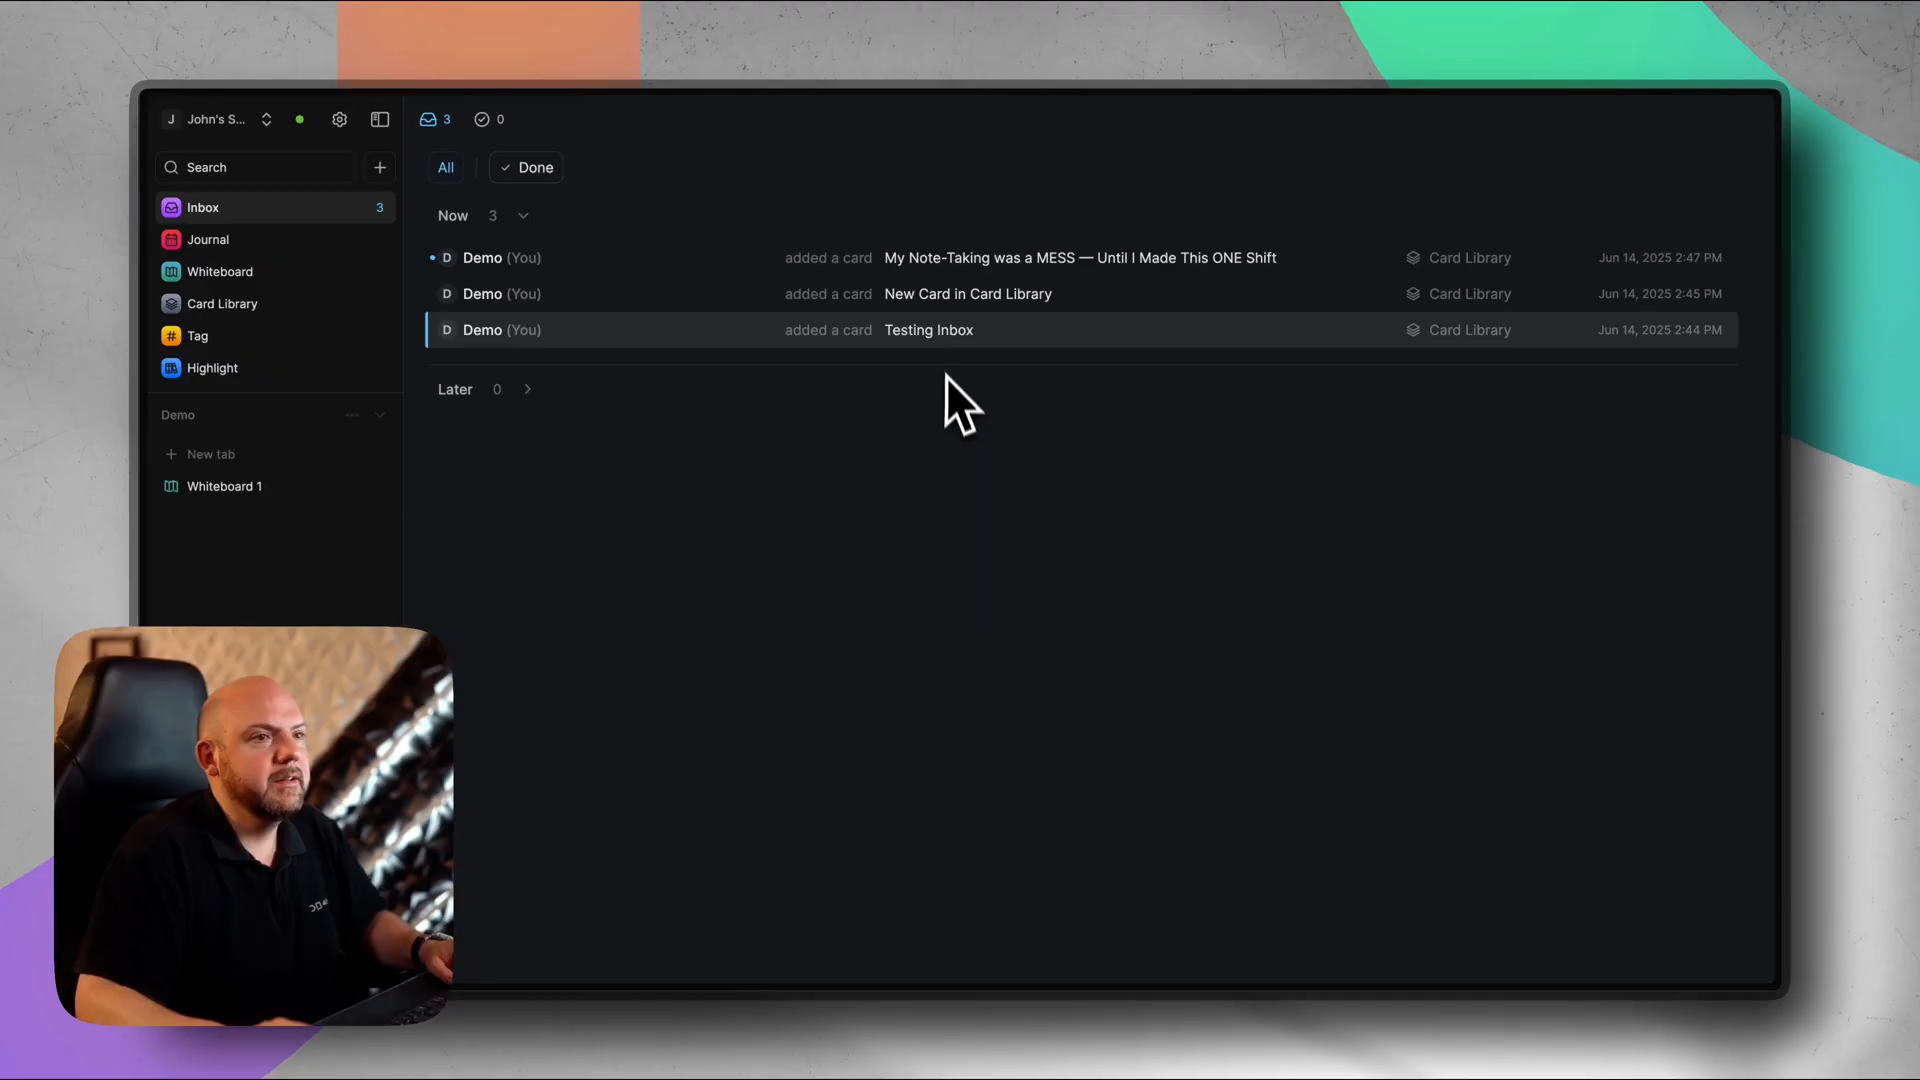 J John's S...
3 0
Search
All Done
Inbox 3
Now 3
Journal
D Demo (You) added a card My Note-Taking was a MESS — Until I Made This ONE Shift Card Library Jun 14, 2025 2:47 PM
Whiteboard
D Demo (You) added a card New Card in Card Library Card Library Jun 14, 2025 2:45 PM
Card Library
D Demo (You) added a card Testing Inbox Card Library Jun 14, 2025 2:44 PM
Tag
Highlight
Later 0
Demo
New tab
Whiteboard 1